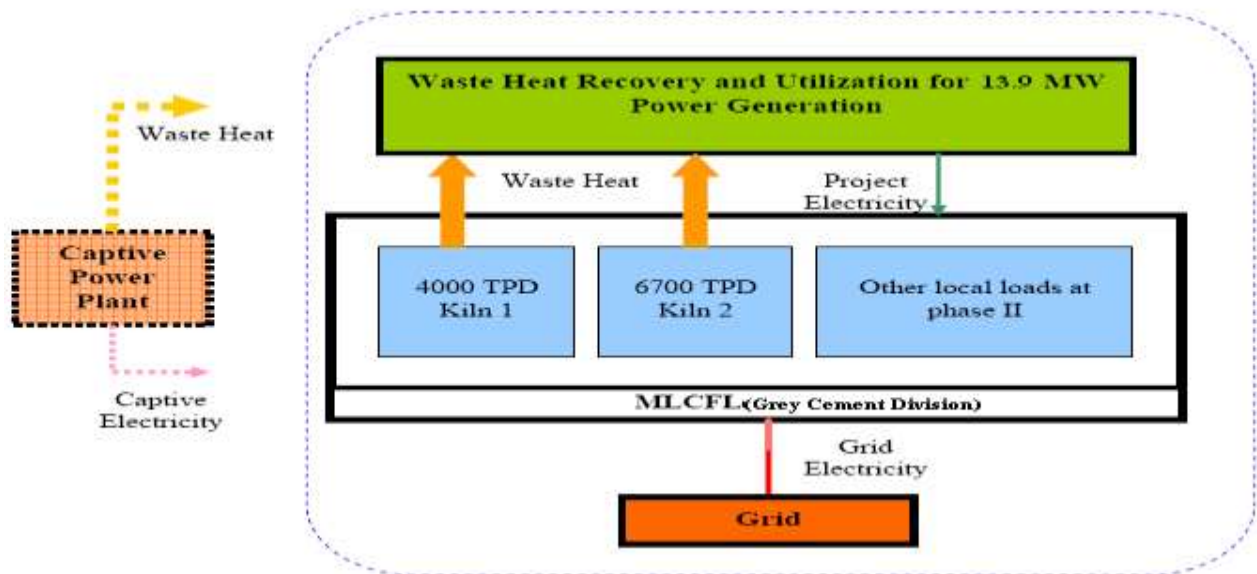 Waste Heat Recovery and Utilization for 13.9 MW
Power Generation
Waste Heat
Waste Heat
Project
Electricity
Captive
Power
Plant
4000 TPD
Kiln 1
6700 TPD
Kiln 2
Other local loads at
phase II
Captive
Electricity
MLCFL(Grey Cement Division)
Grid
Electricity
Grid